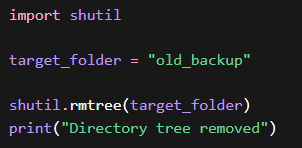 import shutil
target_folder = "old_backup"
shutil.rmtree(target_folder)
print("Directory tree removed")